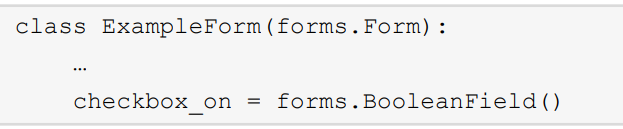 class ExampleForm(forms.Form):
…
checkbox_on = forms.BooleanField()